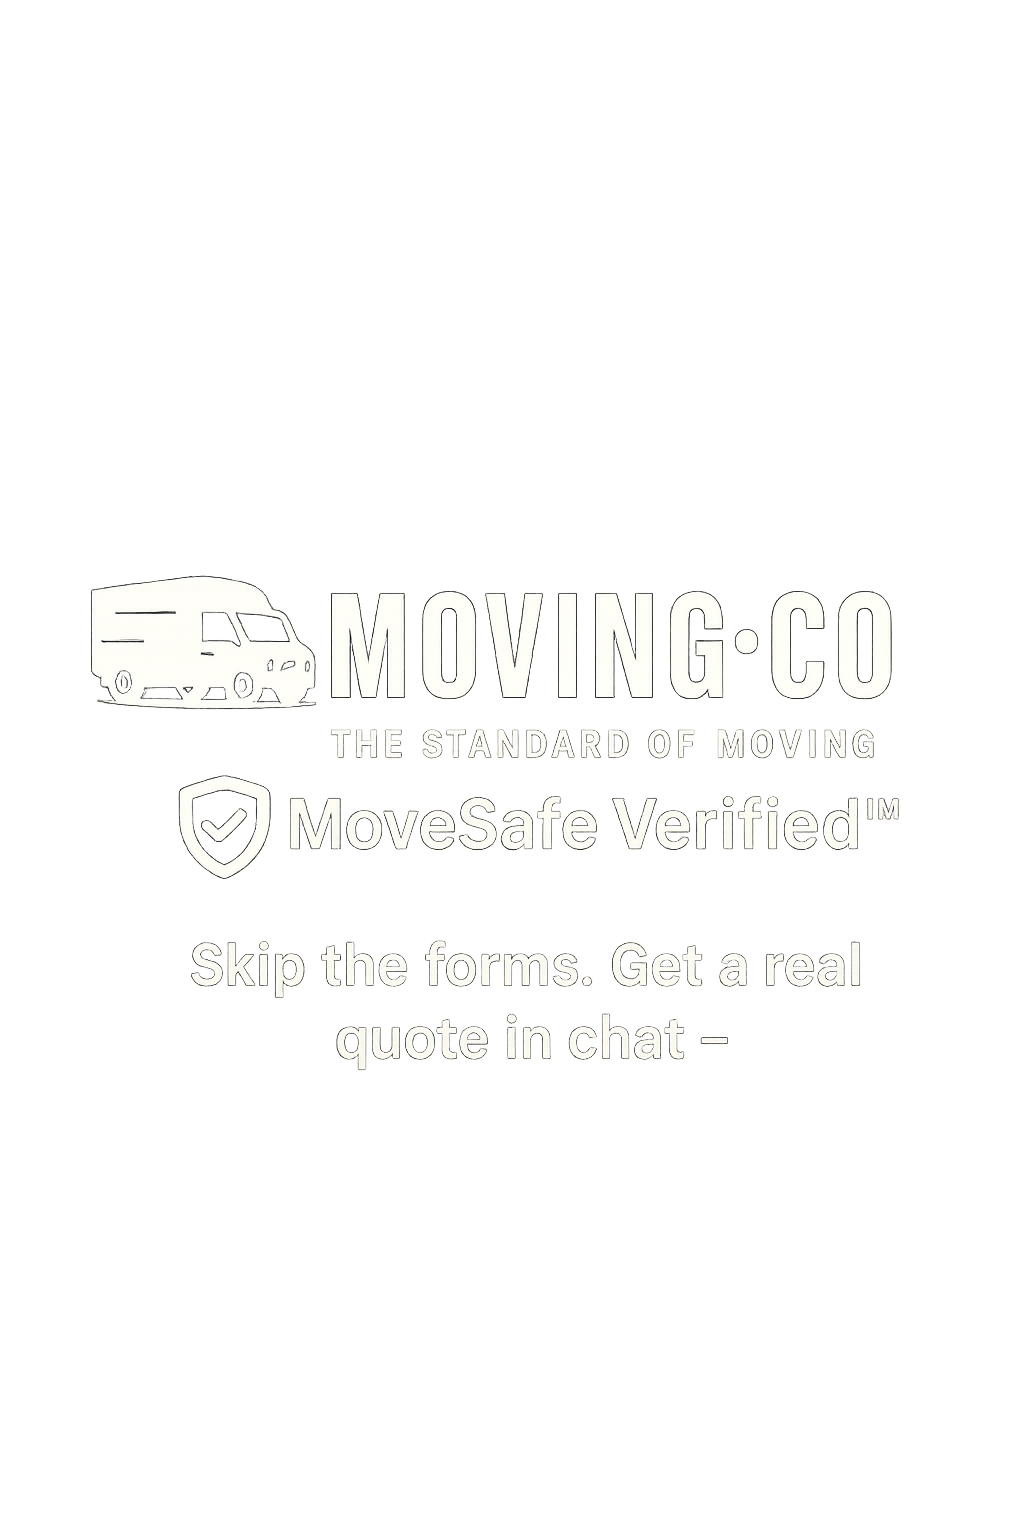 MOVING·CO
THE STANDARD OF MOVING
MoveSafe Verified™
Skip the forms. Get a real
quote in chat –